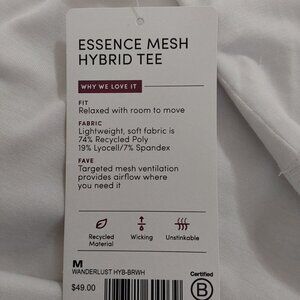 ESSENCE MESH
HYBRID TEE
WHY WE LOVE IT
FIT
Relaxed with room to move
FABRIC
Lightweight, soft fabric is
74% Recycled Poly
19% Lyocell/7% Spandex
FAVE
Targeted mesh ventilation
provides airflow where
you need it
Recycled Material
Wicking
Unstinkable
M
WANDERLUST HYB-BRWH
$49.00
Certified
B